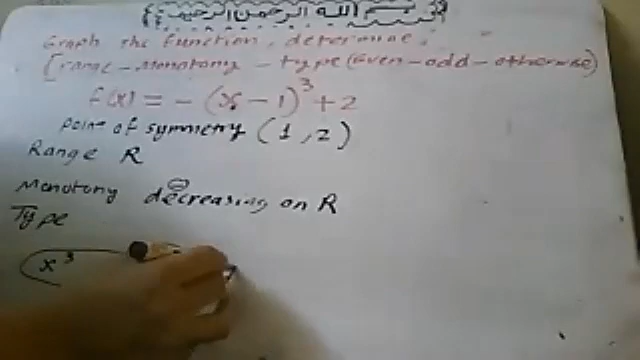 بسم الله الرحمن الرحيم
Graph the function, determine:
[range - Monotony - type (Even - odd - otherwise)
f(x) = - (x - 1)³ + 2
point of symmetry (1, 2)
Range R
Monotony decreasing on R
Type
x³